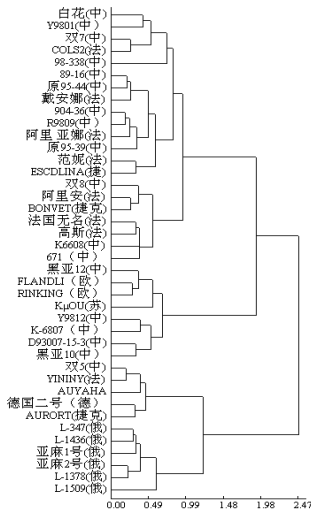 白花(中)
Y9801(中)
双7(中)
COLS2(法)
98-338(中)
89-16(中)
原95-44(中)
戴安娜(法)
904-36(中)
R9809(中)
阿里亚娜(法)
原95-39(中)
范妮(法)
ESCDLINA(捷
双8(中)
阿里安(法)
BONVET(捷克)
法国无名(法)
高斯(法)
K6608(中)
671（中）
黑亚12(中)
FLANDLI（欧）
RINKING（欧）
KμOU(苏)
Y9812(中)
K-6807（中）
D93007-15-3(中)
黑亚10(中)
双5(中)
YININY(法)
AUYAHA
德国二号（德）
AURORT(捷克)
L-347(俄)
L-1436(俄)
亚麻1号(俄)
亚麻2号(俄)
L-1378(俄)
L-1509(俄)
0.00 0.49 0.99 1.48 1.98 2.47